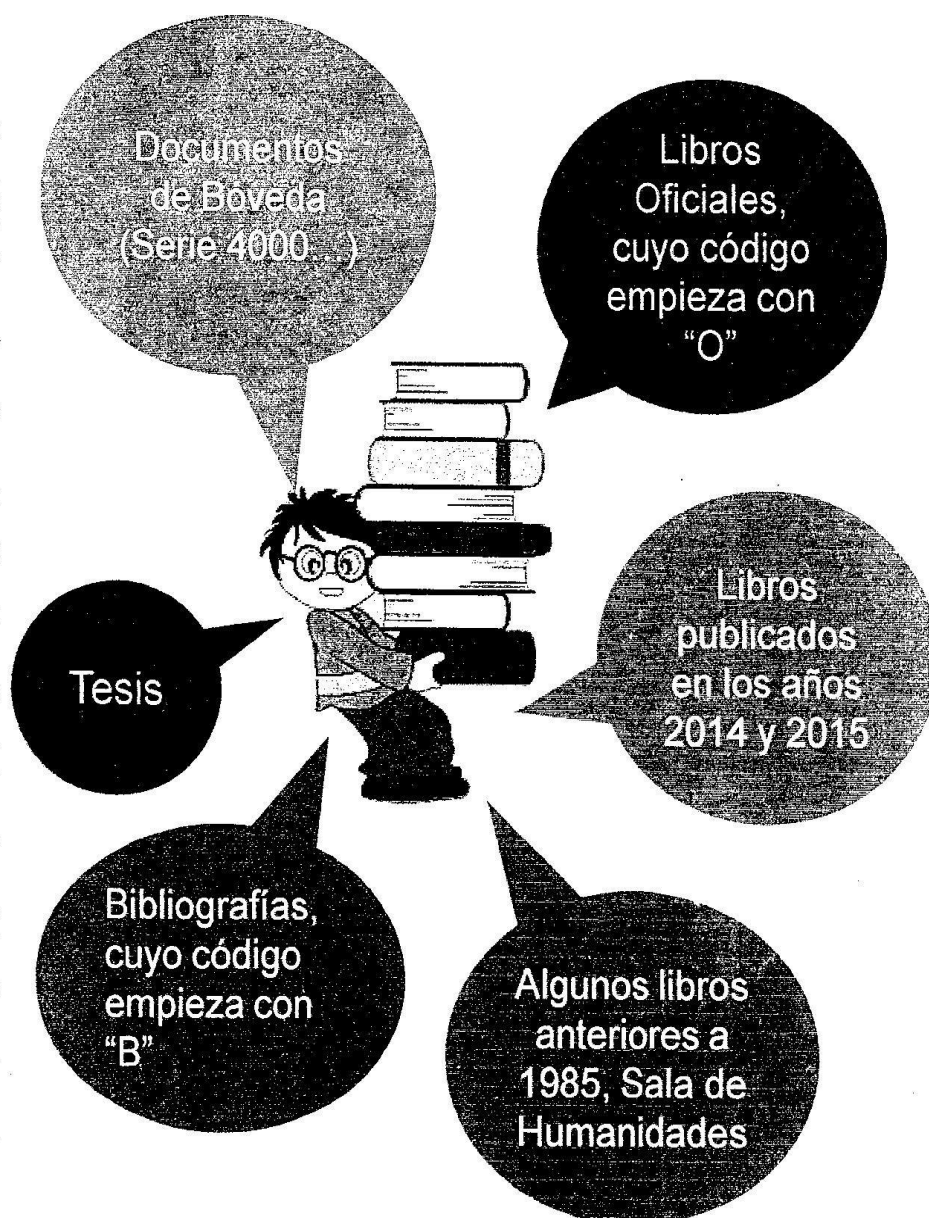 Documentos
de Bóveda
(Serie 4000...)
Libros
Oficiales,
cuyo código
empieza con
“O”
Tesis
Libros
publicados
en los años
2014 y 2015
Bibliografías,
cuyo código
empieza con
“B”
Algunos libros
anteriores a
1985, Sala de
Humanidades